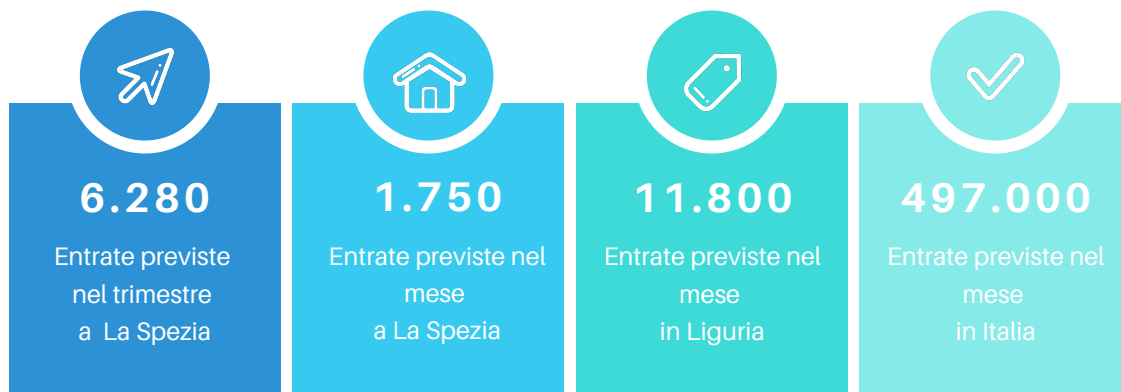 6.280
Entrate previste
nel trimestre
a La Spezia
1.750
Entrate previste nel
mese
a La Spezia
11.800
Entrate previste nel
mese
in Liguria
497.000
Entrate previste nel
mese
in Italia